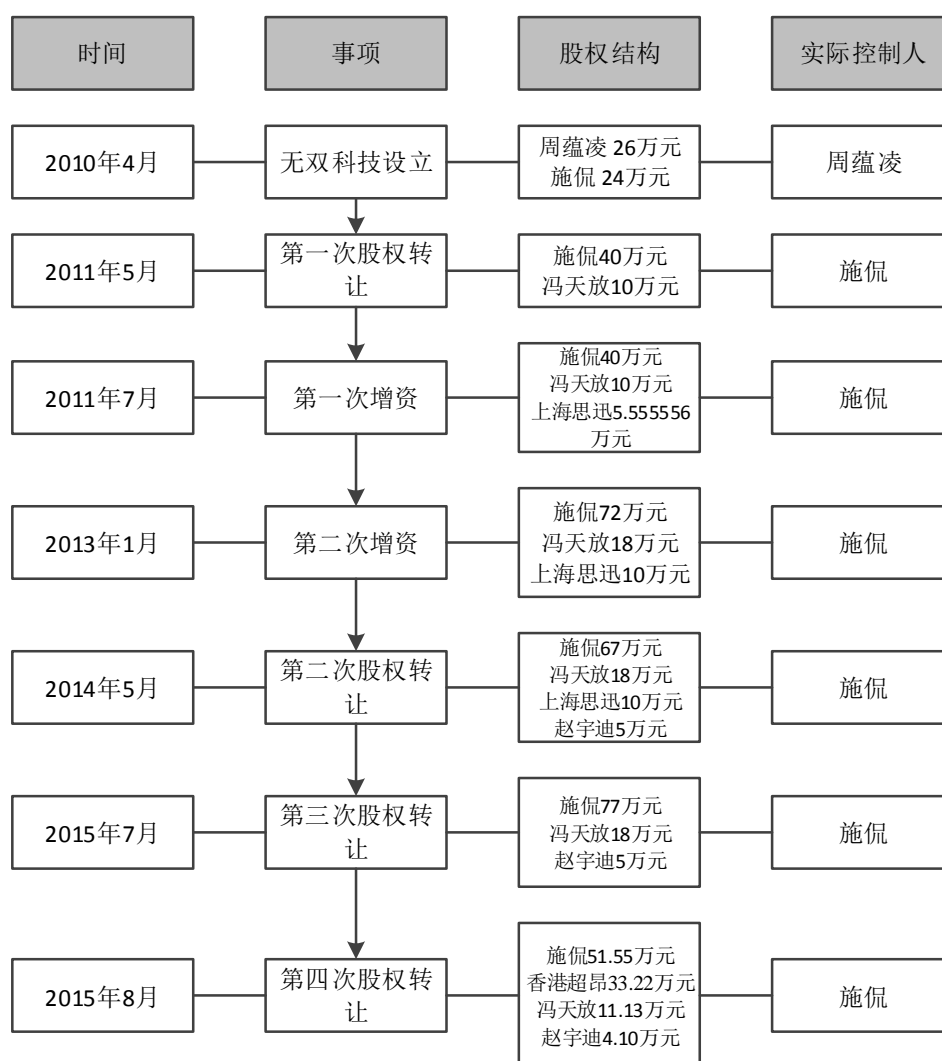 时间
事项
股权结构
实际控制人
2010年4月
无双科技设立
周蕴凌 26万元
施侃 24万元
周蕴凌
2011年5月
第一次股权转
让
施侃40万元
冯天放10万元
施侃
2011年7月
第一次增资
施侃40万元
冯天放10万元
上海思迅5.555556
万元
施侃
2013年1月
第二次增资
施侃72万元
冯天放18万元
上海思迅10万元
施侃
2014年5月
第二次股权转
让
施侃67万元
冯天放18万元
上海思迅10万元
赵宇迪5万元
施侃
2015年7月
第三次股权转
让
施侃77万元
冯天放18万元
赵宇迪5万元
施侃
2015年8月
第四次股权转
让
施侃51.55万元
香港超昂33.22万元
冯天放11.13万元
赵宇迪4.10万元
施侃